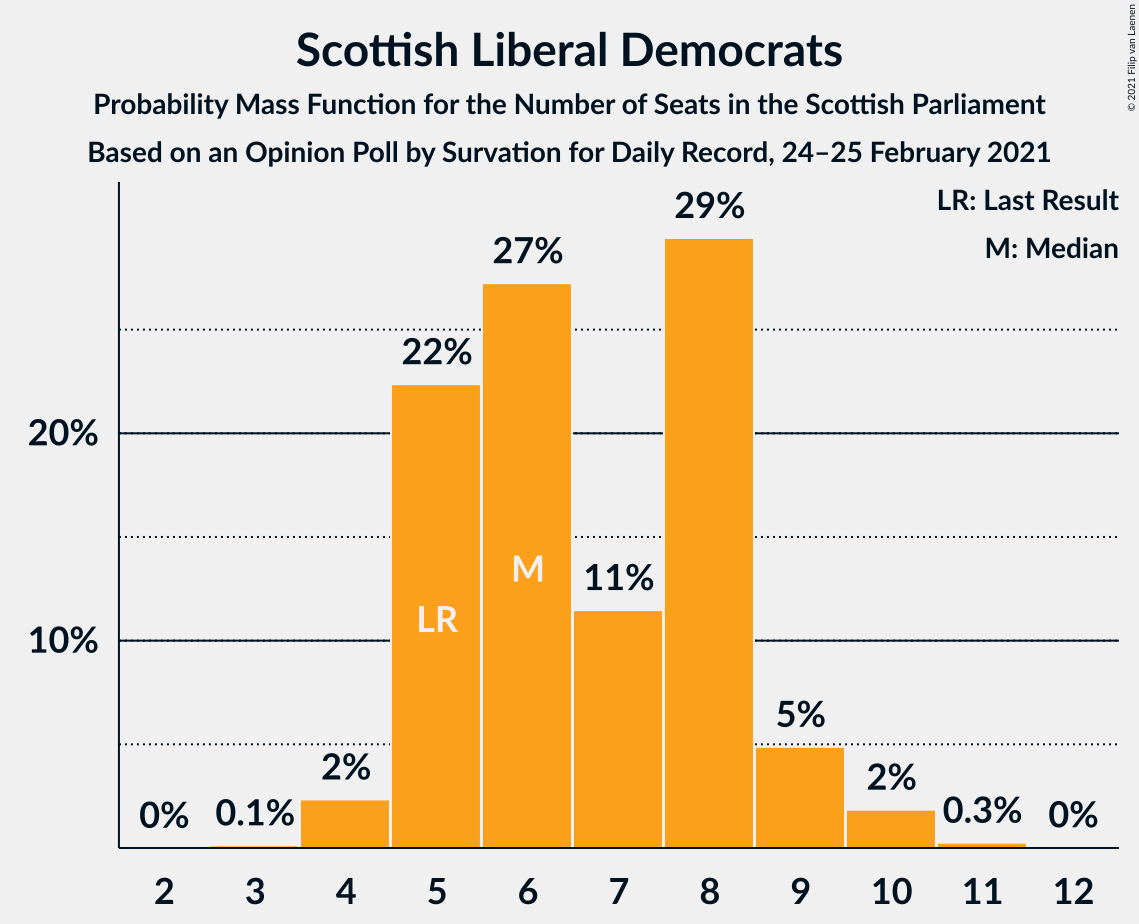 Scottish Liberal Democrats
Probability Mass Function for the Number of Seats in the Scottish Parliament
Based on an Opinion Poll by Survation for Daily Record, 24–25 February 2021
© 2021 Filip van Laenen
LR: Last Result
M: Median
29%
27%
22%
20%
M
11%
LR
10%
5%
2%
2%
0%
0.1%
0.3%
0%
2 3 4 5 6 7 8 9 10 11 12